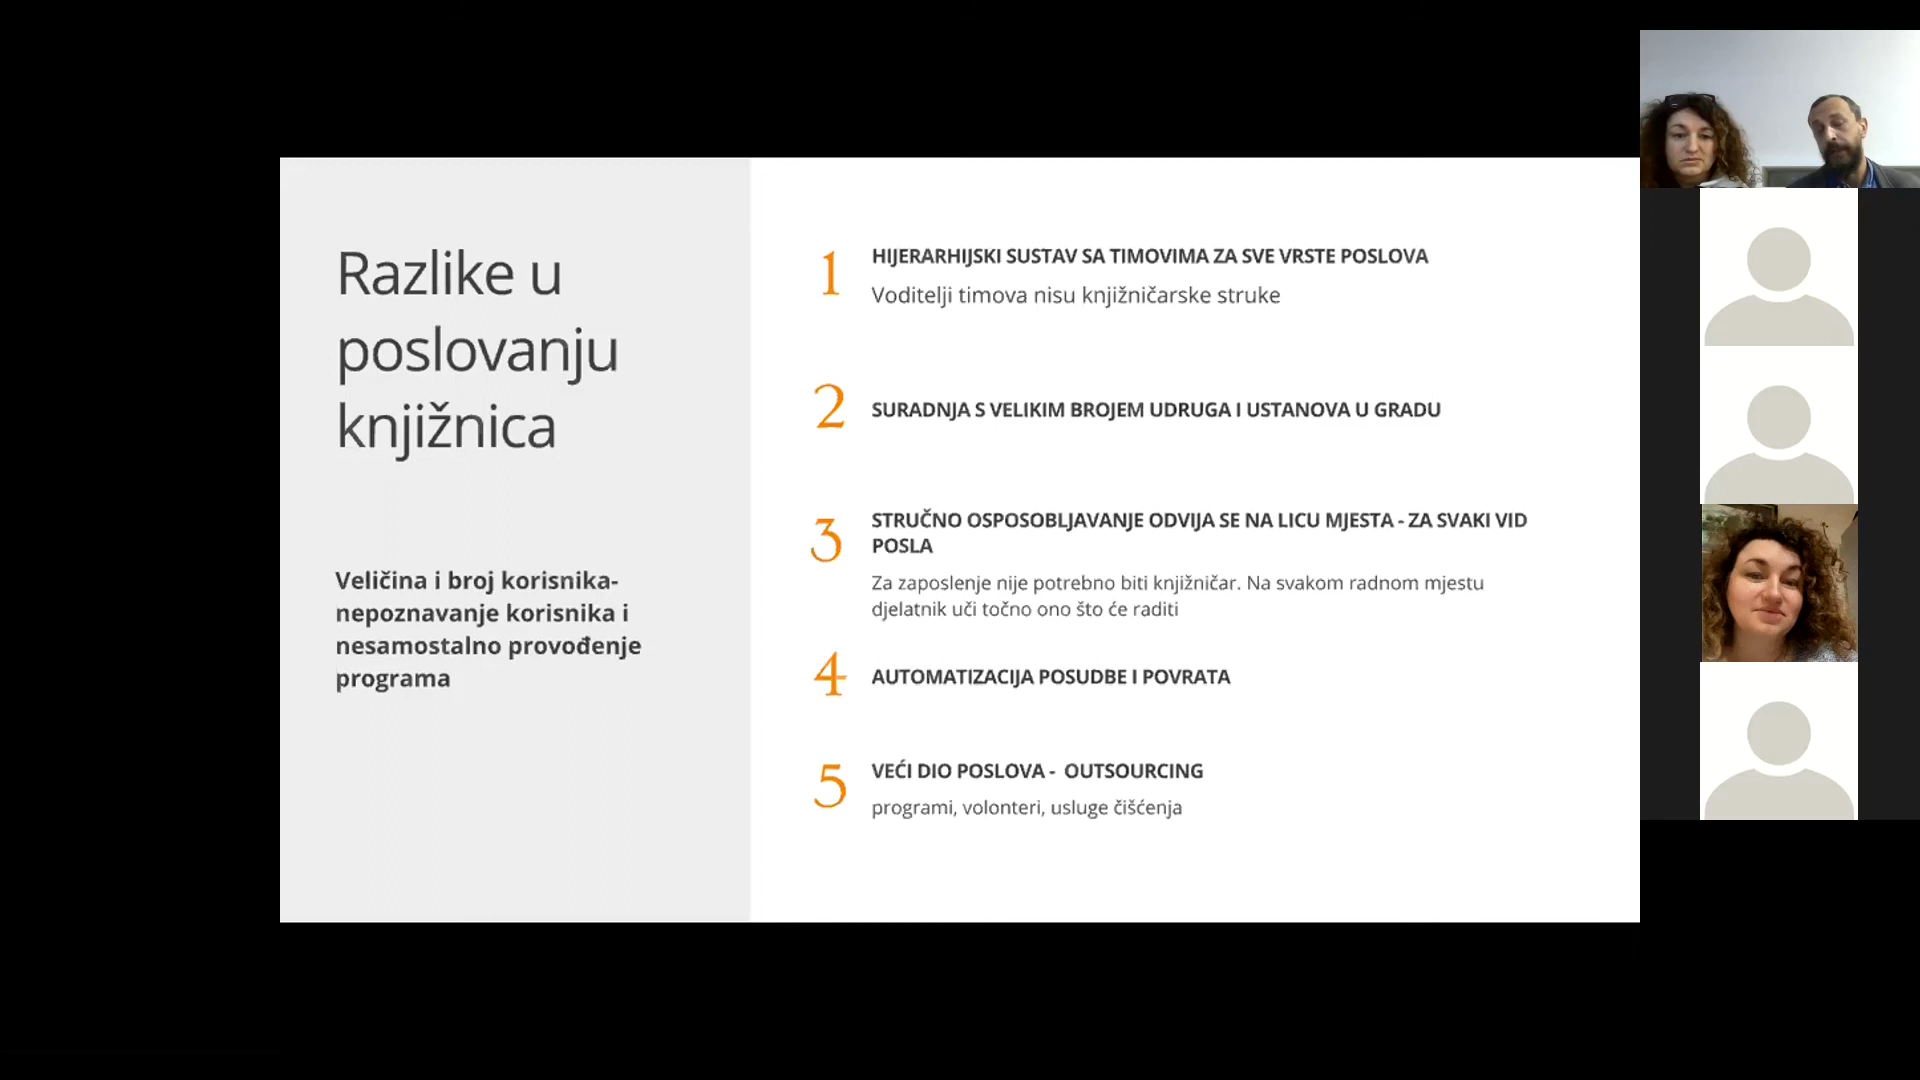 Razlike u
poslovanju
knjižnica
Veličina i broj korisnika-
nepoznavanje korisnika i
nesamostalno provođenje
programa
1
HIJERARHIJSKI SUSTAV SA TIMOVIMA ZA SVE VRSTE POSLOVA
Voditelji timova nisu knjižničarske struke
2
SURADNJA S VELIKIM BROJEM UDRUGA I USTANOVA U GRADU
3
STRUČNO OSPOSOBLJAVANJE ODVIJA SE NA LICU MJESTA - ZA SVAKI VID
POSLA
Za zaposlenje nije potrebno biti knjižničar. Na svakom radnom mjestu
djelatnik uči točno ono što će raditi
4
AUTOMATIZACIJA POSUDBE I POVRATA
5
VEĆI DIO POSLOVA - OUTSOURCING
programi, volonteri, usluge čišćenja